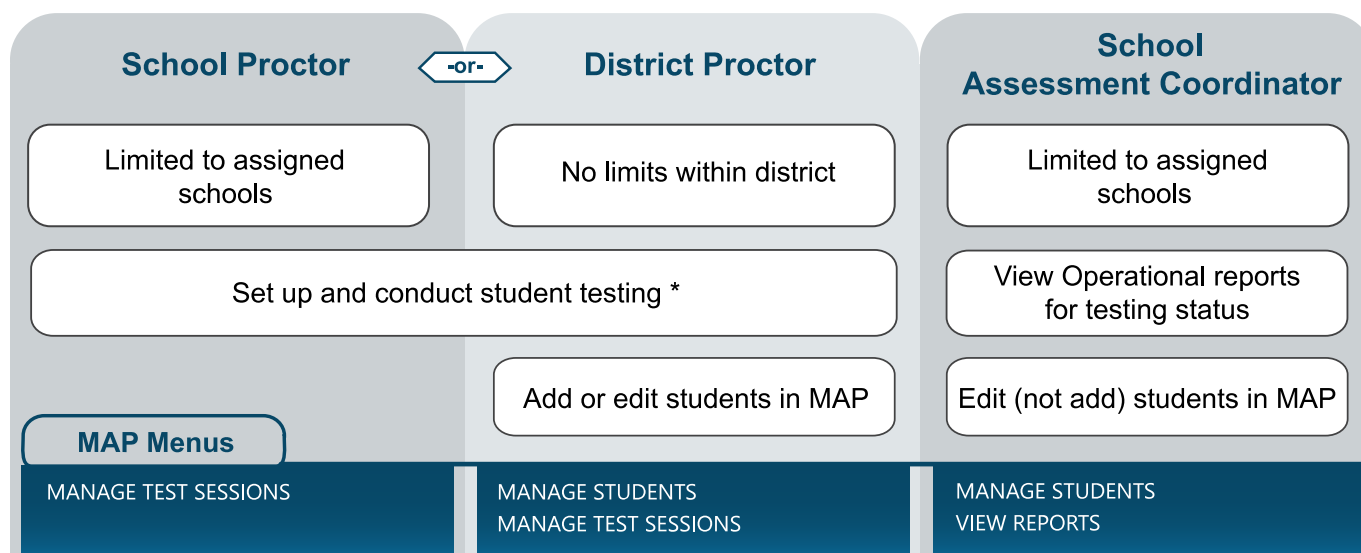 School Proctor
-or-
District Proctor
School
Assessment Coordinator
Limited to assigned
schools
No limits within district
Limited to assigned
schools
Set up and conduct student testing *
View Operational reports
for testing status
Add or edit students in MAP
Edit (not add) students in MAP
MAP Menus
MANAGE TEST SESSIONS
MANAGE STUDENTS
MANAGE TEST SESSIONS
MANAGE STUDENTS
VIEW REPORTS